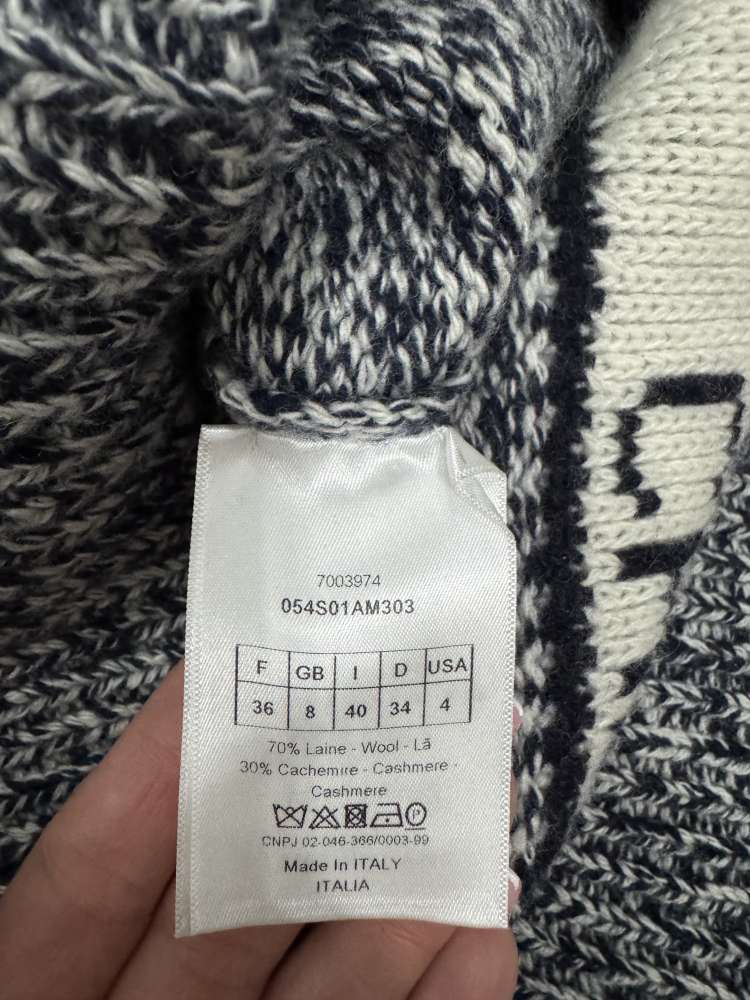 7003974
054S01AM303
F GB I D USA
36 8 40 34 4
70% Laine - Wool - Lã
30% Cachemire - Cashmere -
Cashmere
CNPJ 02-046-366/0003-99
Made In ITALY
ITALIA